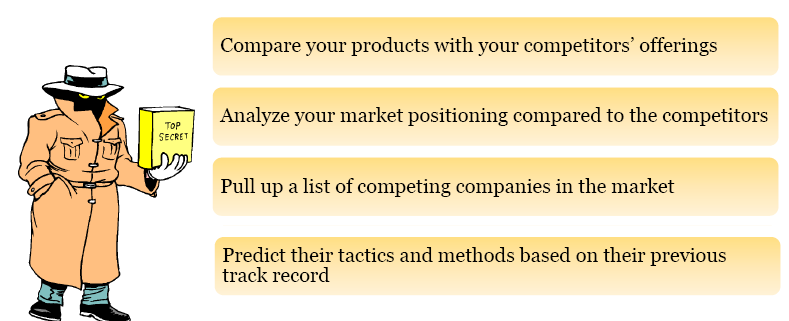 TOP
SECRET
Compare your products with your competitors’ offerings
Analyze your market positioning compared to the competitors
Pull up a list of competing companies in the market
Predict their tactics and methods based on their previous
track record